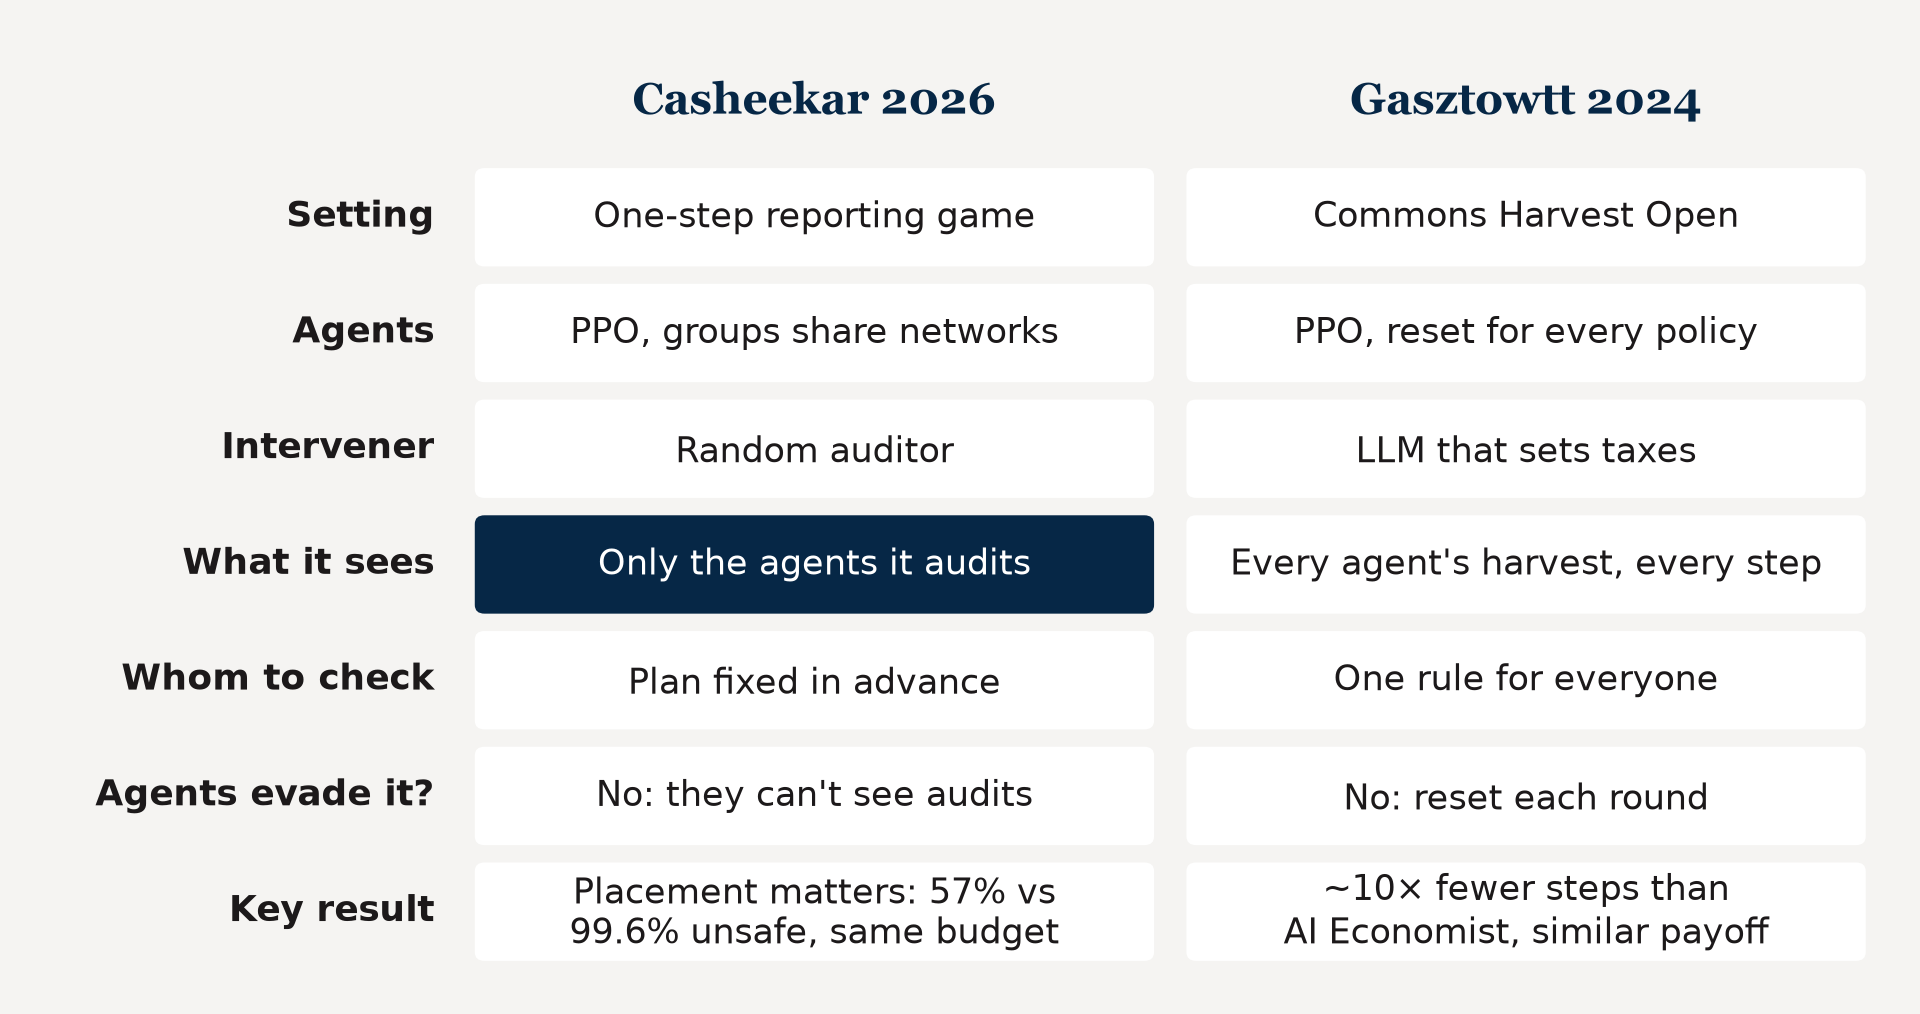 Casheekar 2026
Gasztowtt 2024
Setting
One-step reporting game
Commons Harvest Open
Agents
PPO, groups share networks
PPO, reset for every policy
Intervener
Random auditor
LLM that sets taxes
What it sees
Only the agents it audits
Every agent's harvest, every step
Whom to check
Plan fixed in advance
One rule for everyone
Agents evade it?
No: they can't see audits
No: reset each round
Key result
Placement matters: 57% vs
99.6% unsafe, same budget
~10× fewer steps than
AI Economist, similar payoff